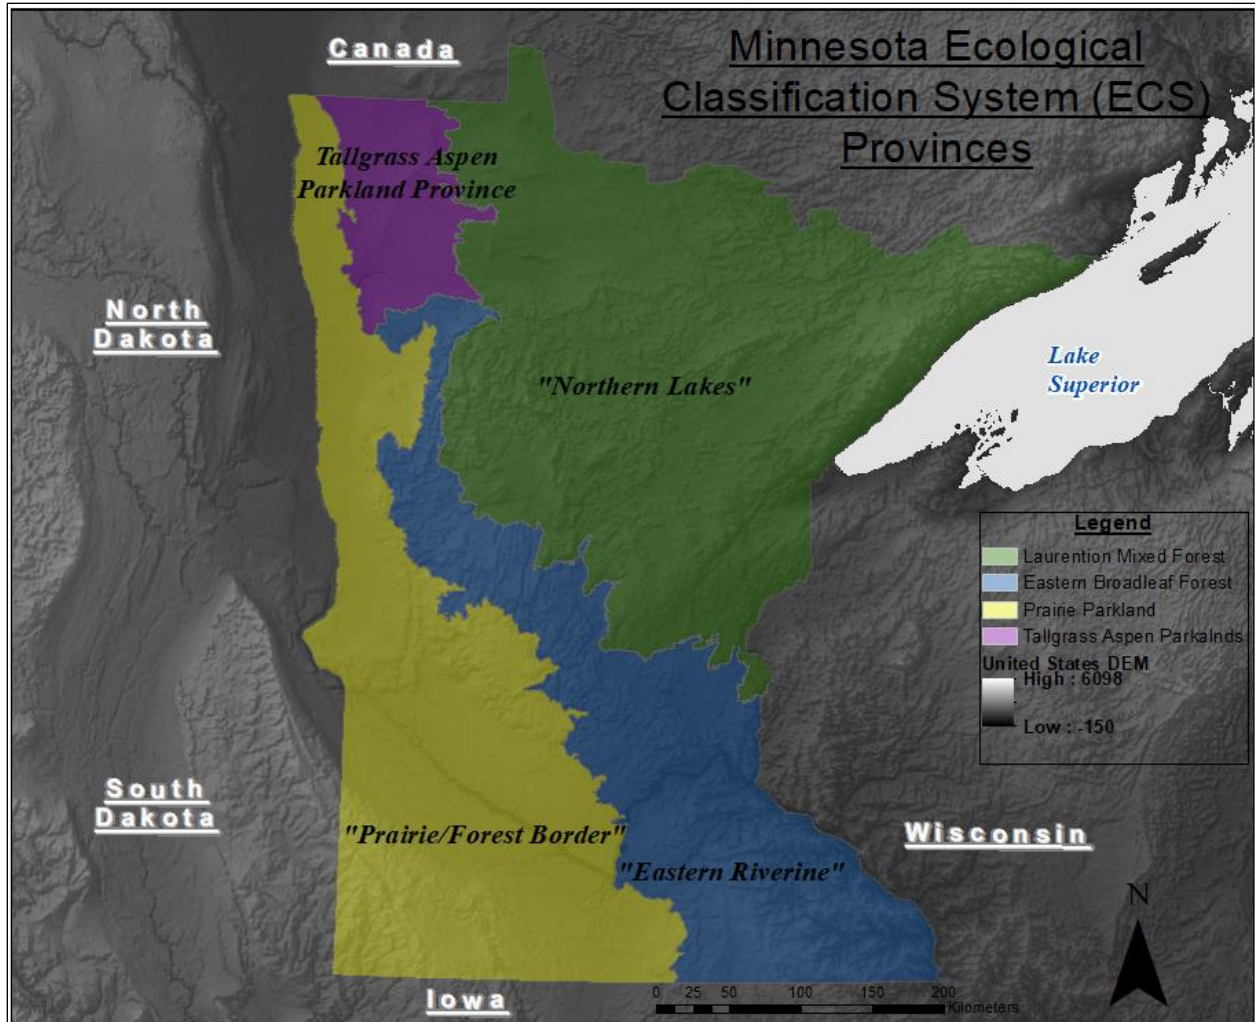 Minnesota Ecological
Classification System (ECS)
Provinces
Canada
Tallgrass Aspen
Parkland Province
North
Dakota
"Northern Lakes"
Lake
Superior
Legend
Laurention Mixed Forest
Eastern Broadleaf Forest
Prairie Parkland
Tallgrass Aspen Parkalnds
United States DEM
High : 6098
Low : -150
South
Dakota
"Prairie/Forest Border"
"Eastern Riverine"
Wisconsin
N
Iowa
0 25 50 100 150 200
Kilometers